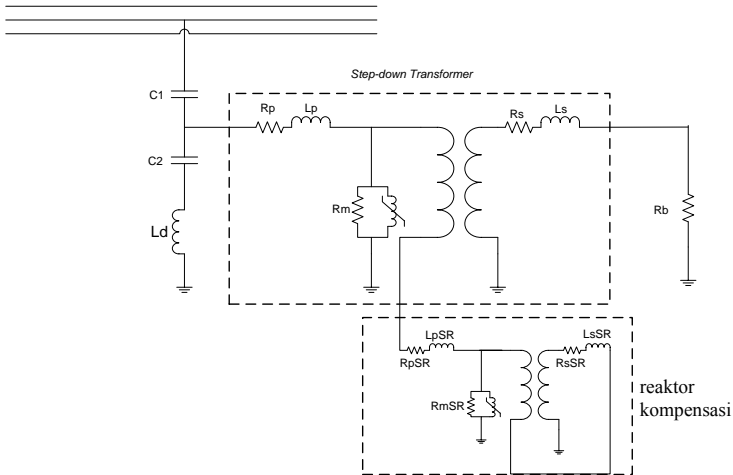 Step-down Transformer
C1
Rp
Lp
Rs
Ls
C2
Rm
Rb
Ld
LpSR
LsSR
RpSR
RsSR
RmSR
reaktor
kompensasi